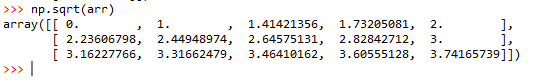 >>> np.sqrt(arr)
array([[ 0.        ,  1.        ,  1.41421356,  1.73205081,  2.        ],
       [ 2.23606798,  2.44948974,  2.64575131,  2.82842712,  3.        ],
       [ 3.16227766,  3.31662479,  3.46410162,  3.60555128,  3.74165739]])
>>>